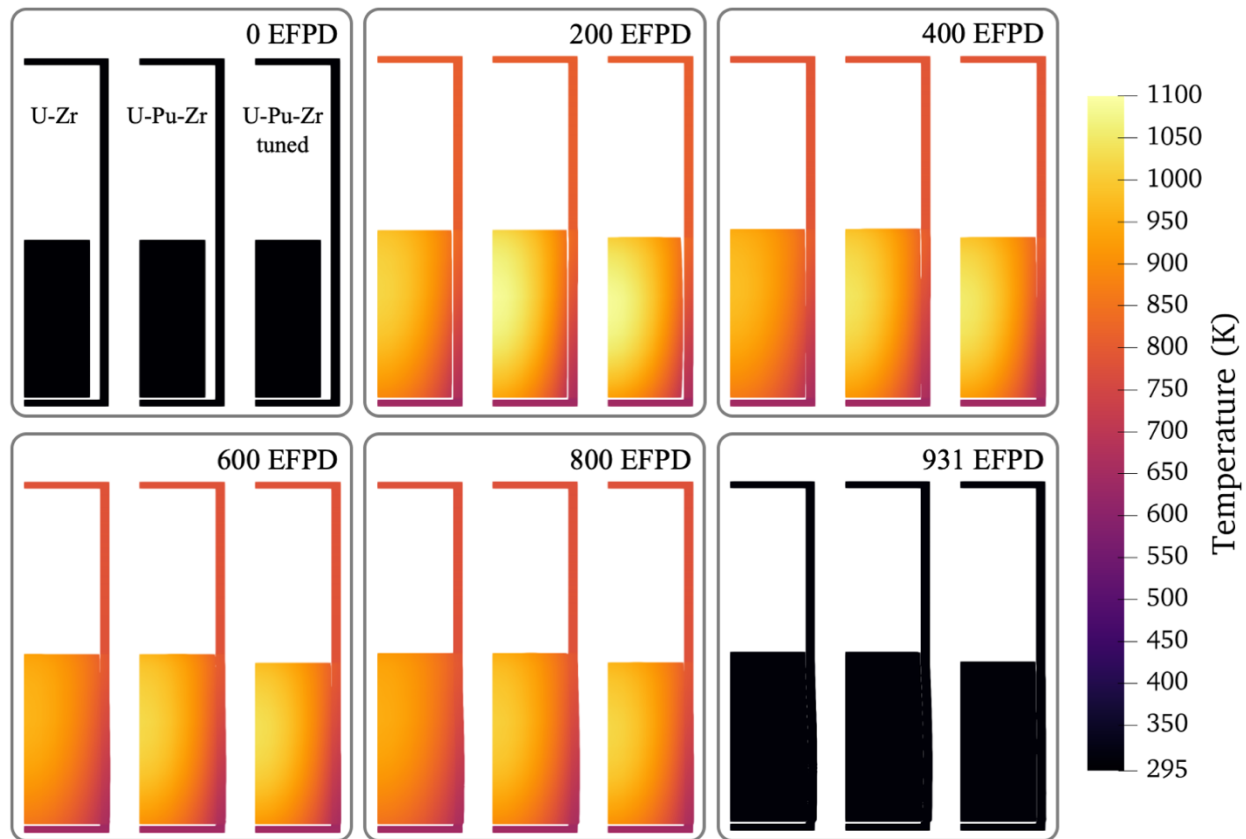 0 EFPD
U-Zr
U-Pu-Zr
U-Pu-Zr
tuned
200 EFPD
400 EFPD
600 EFPD
800 EFPD
931 EFPD
1100
1050
1000
950
900
850
800
750
700
650
600
550
500
450
400
350
295
Temperature (K)